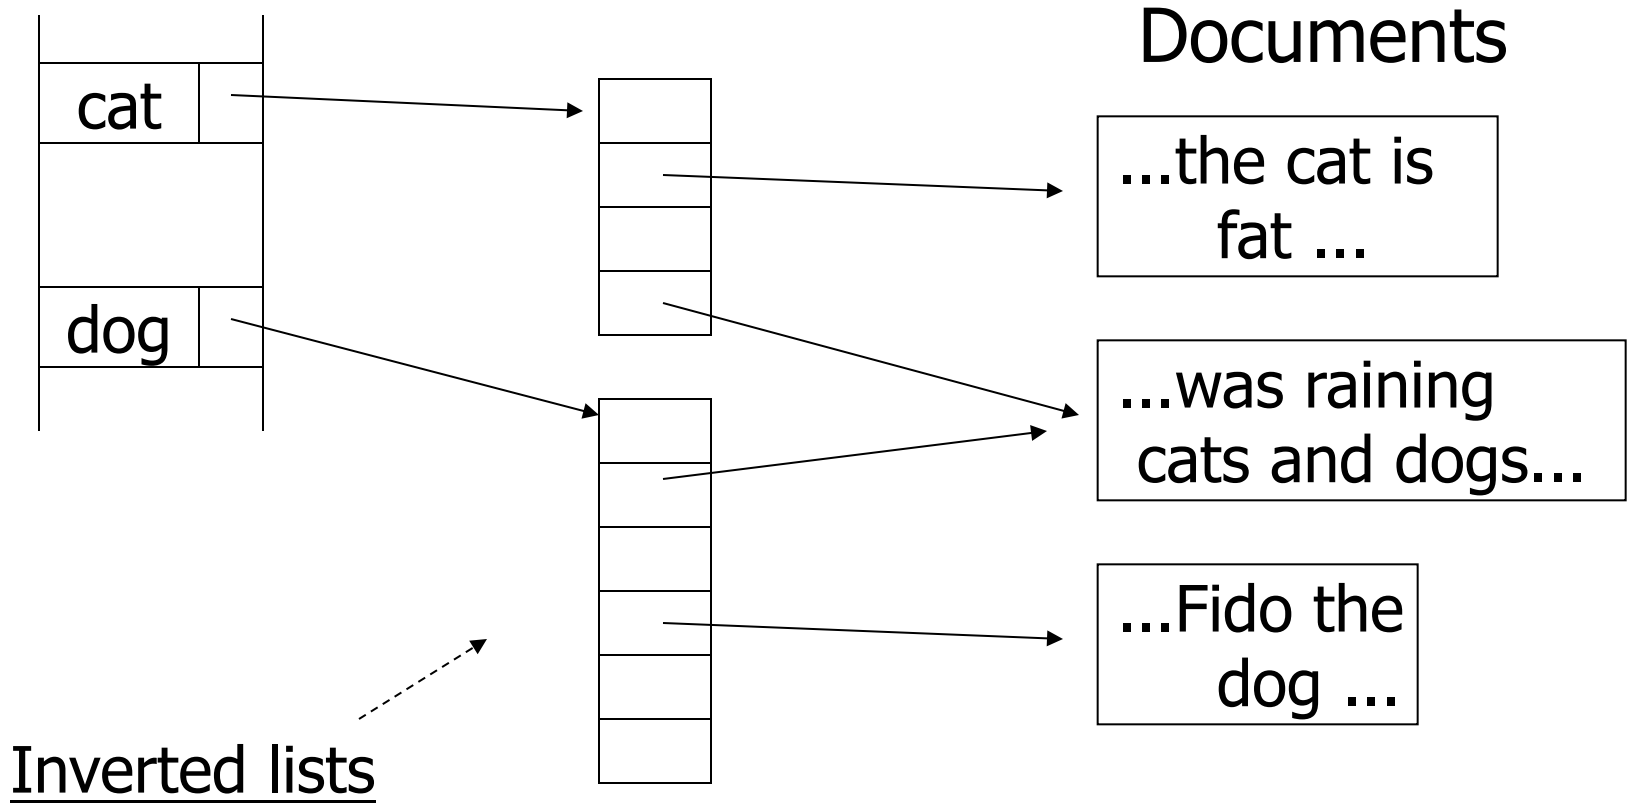 Documents
cat
...the cat is
fat ...
dog
...was raining
cats and dogs...
...Fido the
dog ...
Inverted lists